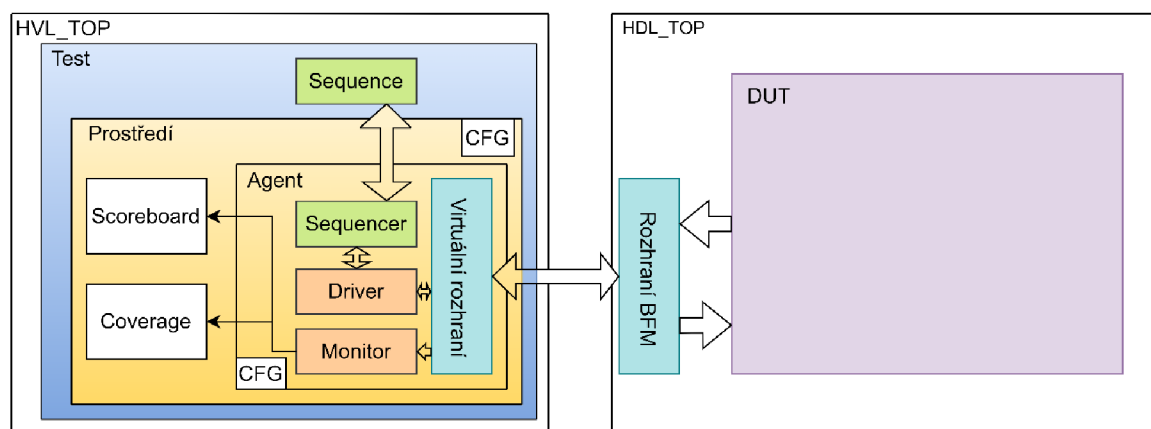 HVL_TOP
Test
Sequence
Prostředí
CFG
Agent
Scoreboard
Sequencer
Virtuální rozhraní
Driver
Coverage
Monitor
CFG
HDL_TOP
DUT
Rozhraní BFM